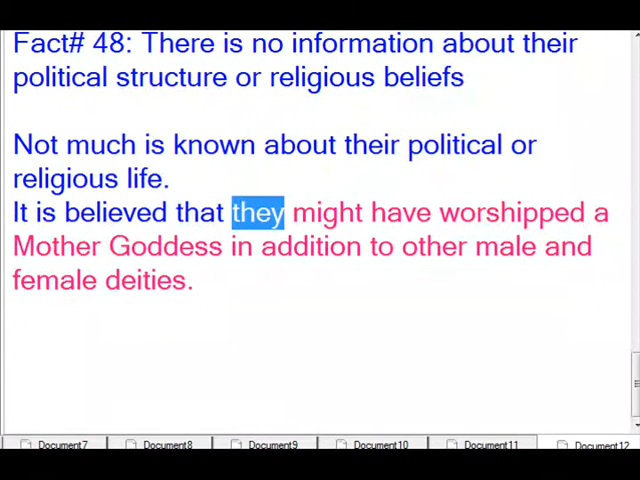 Fact# 48: There is no information about their
political structure or religious beliefs
Not much is known about their political or
religious life.
It is believed that they might have worshipped a
Mother Goddess in addition to other male and
female deities.
Document7 Document8 Document9 Document10 Document11 Document12